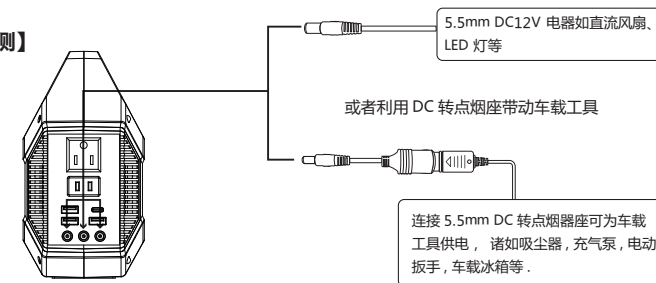 则】
5.5mm DC12V 电器如直流风扇、
LED 灯等
或者利用 DC 转点烟座带动车载工具
连接 5.5mm DC 转点烟器座可为车载
工具供电 ， 诸如吸尘器 , 充气泵 , 电动
扳手 , 车载冰箱等 .